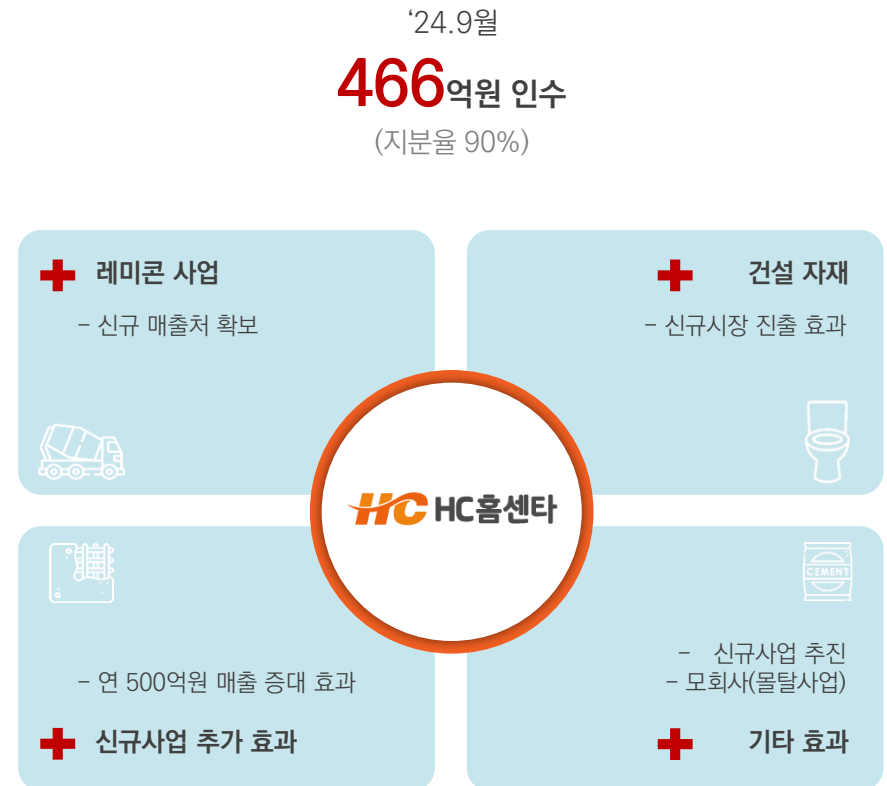 ‘24.9월
466억원 인수
(지분율 90%)
레미콘 사업
- 신규 매출처 확보
건설 자재
- 신규시장 진출 효과
HC HC홈센타
CEMENT
- 연 500억원 매출 증대 효과
신규사업 추가 효과
- 신규사업 추진
- 모회사(몰탈사업)
기타 효과